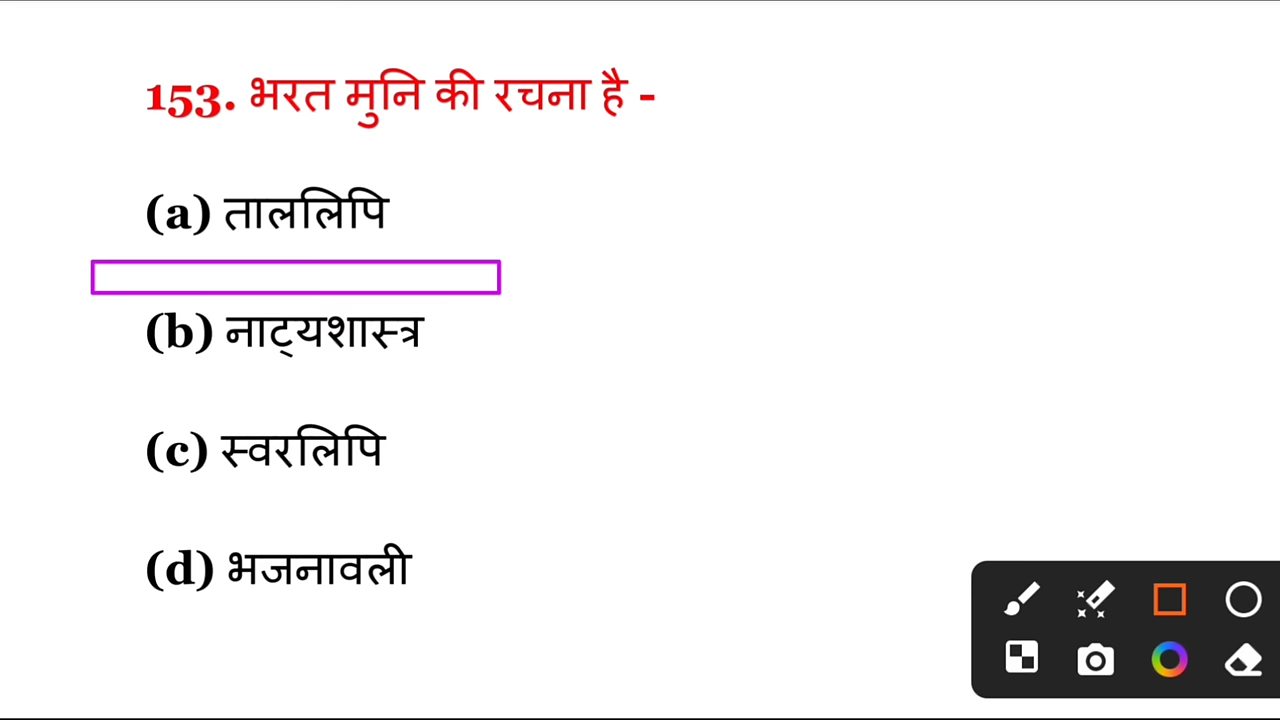 153. भरत मुनि की रचना है -
(a) ताललिपि
(b) नाट्यशास्त्र
(c) स्वरलिपि
(d) भजनावली